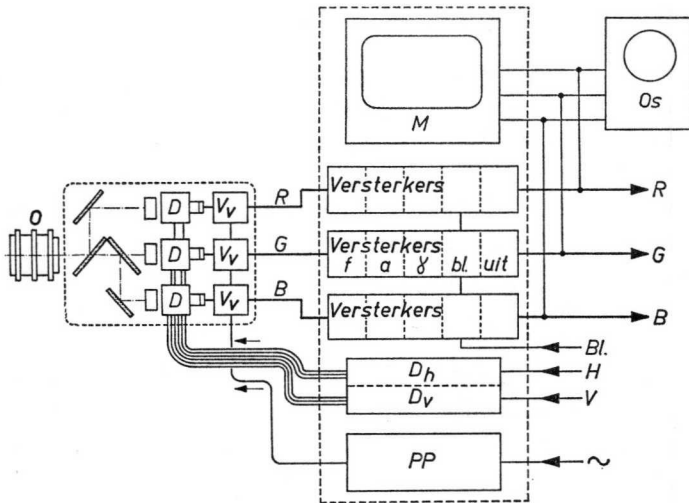 M
Os
O
D
Vv
R
Versterkers
R
D
Vv
G
Versterkers
f a γ bl. uit
G
D
Vv
B
Versterkers
B
Bl.
Dh
H
Dv
V
PP
~